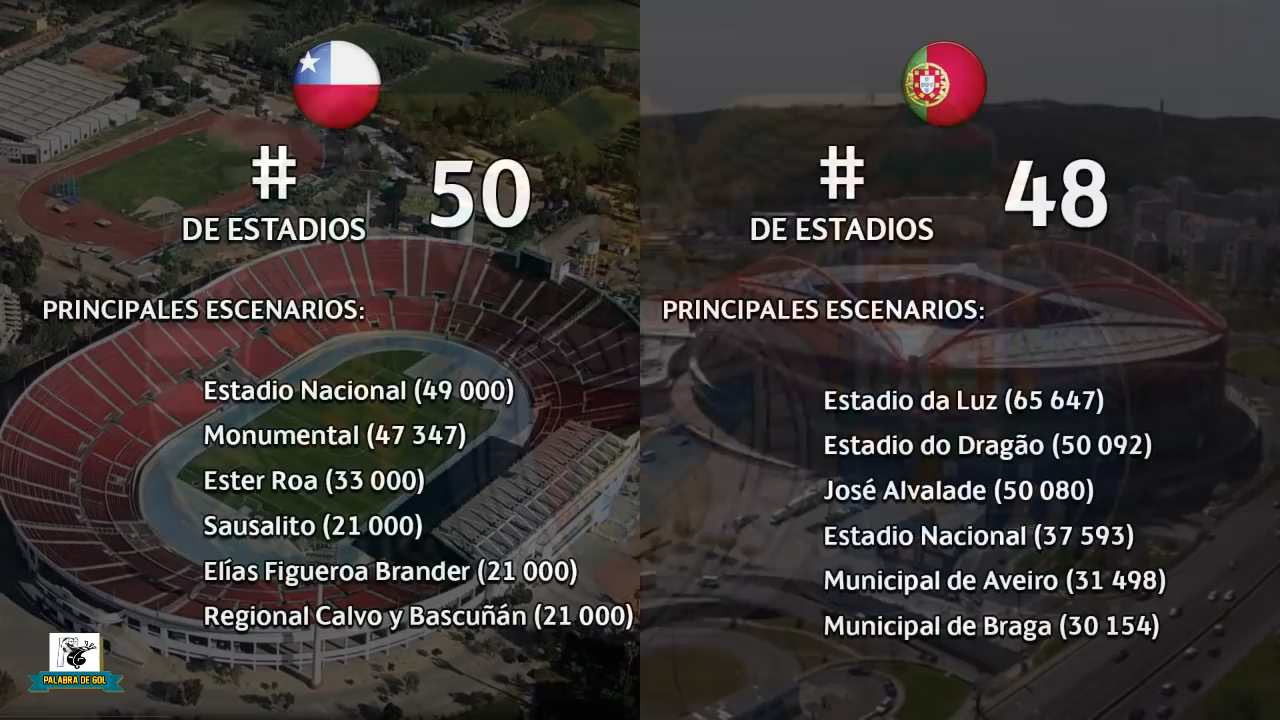 #
DE ESTADIOS
50
PRINCIPALES ESCENARIOS:
Estadio Nacional (49 000)
Monumental (47 347)
Ester Roa (33 000)
Sausalito (21 000)
Elías Figueroa Brander (21 000)
Regional Calvo y Bascuñán (21 000)
PALABRA DE GOL
#
DE ESTADIOS
48
PRINCIPALES ESCENARIOS:
Estadio da Luz (65 647)
Estadio do Dragão (50 092)
José Alvalade (50 080)
Estadio Nacional (37 593)
Municipal de Aveiro (31 498)
Municipal de Braga (30 154)